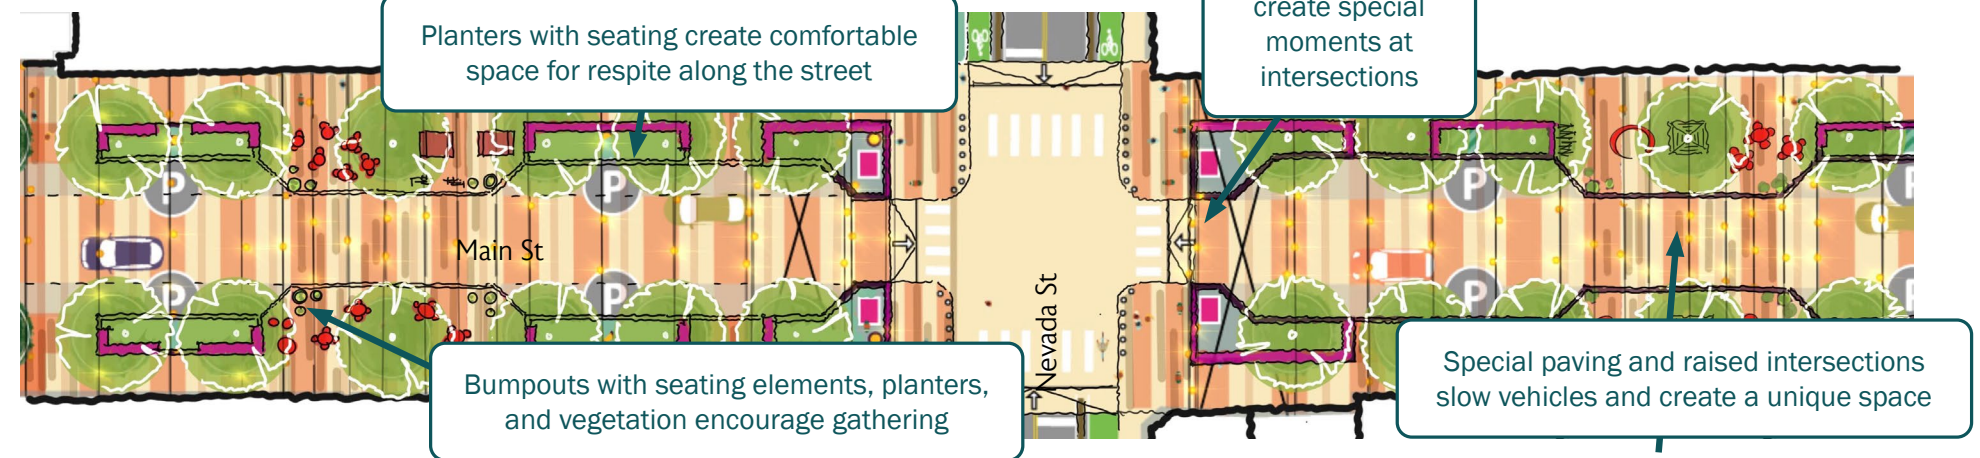 Planters with seating create comfortable
space for respite along the street
create special
moments at
intersections
P
P
P
P
Main St
Nevada St
P
P
P
P
Bumpouts with seating elements, planters,
and vegetation encourage gathering
Special paving and raised intersections
slow vehicles and create a unique space